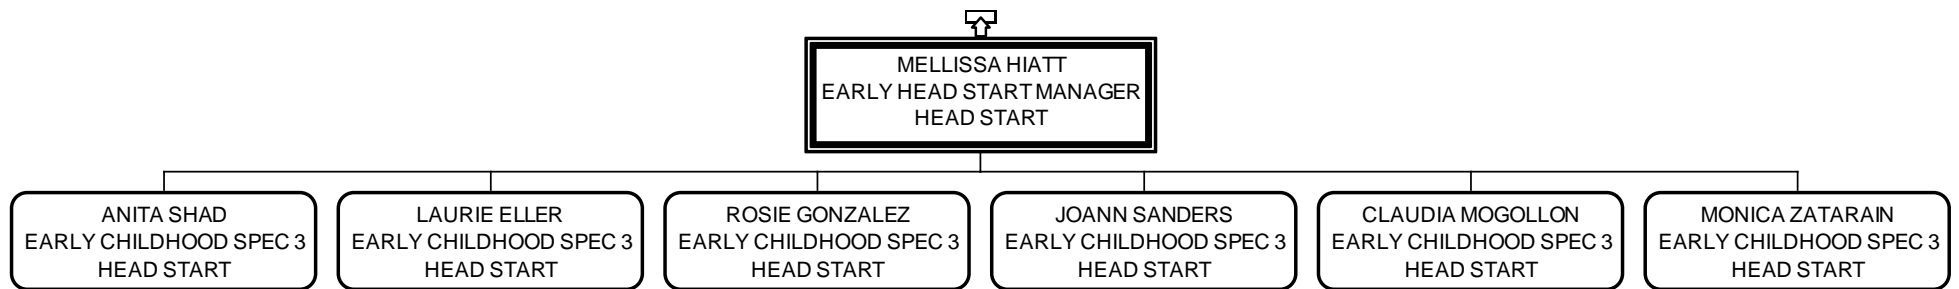 MELLISSA HIATT
EARLY HEAD START MANAGER
HEAD START
ANITA SHAD
EARLY CHILDHOOD SPEC 3
HEAD START
LAURIE ELLER
EARLY CHILDHOOD SPEC 3
HEAD START
ROSIE GONZALEZ
EARLY CHILDHOOD SPEC 3
HEAD START
JOANN SANDERS
EARLY CHILDHOOD SPEC 3
HEAD START
CLAUDIA MOGOLLON
EARLY CHILDHOOD SPEC 3
HEAD START
MONICA ZATARAIN
EARLY CHILDHOOD SPEC 3
HEAD START